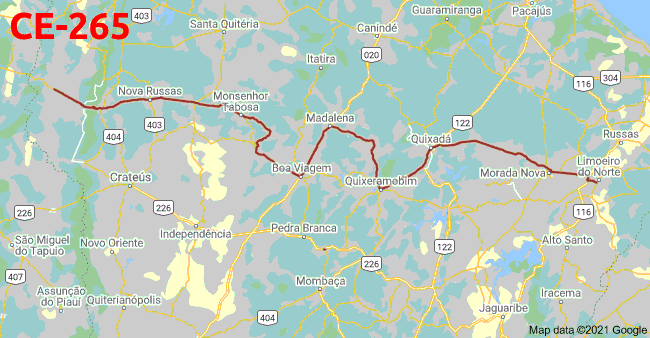 CE-265
Santa Quitéria
Canindé
Guaramiranga
Pacajús
Itatira
020
304
116
Nova Russas
Monsenhor
Tabosa
Madalena
122
Russas
404
403
Quixadá
Limoeiro
do Norte
Boa Viagem
Morada Nova
Crateús
Quixeramobim
226
226
116
São Miguel
do Tapuio
Novo Oriente
Independência
Pedra Branca
122
Alto Santo
226
407
Assunção
do Piauí
Quiterianópolis
Mombaça
Iracema
Jaguaribe
404
Map data ©2021 Google